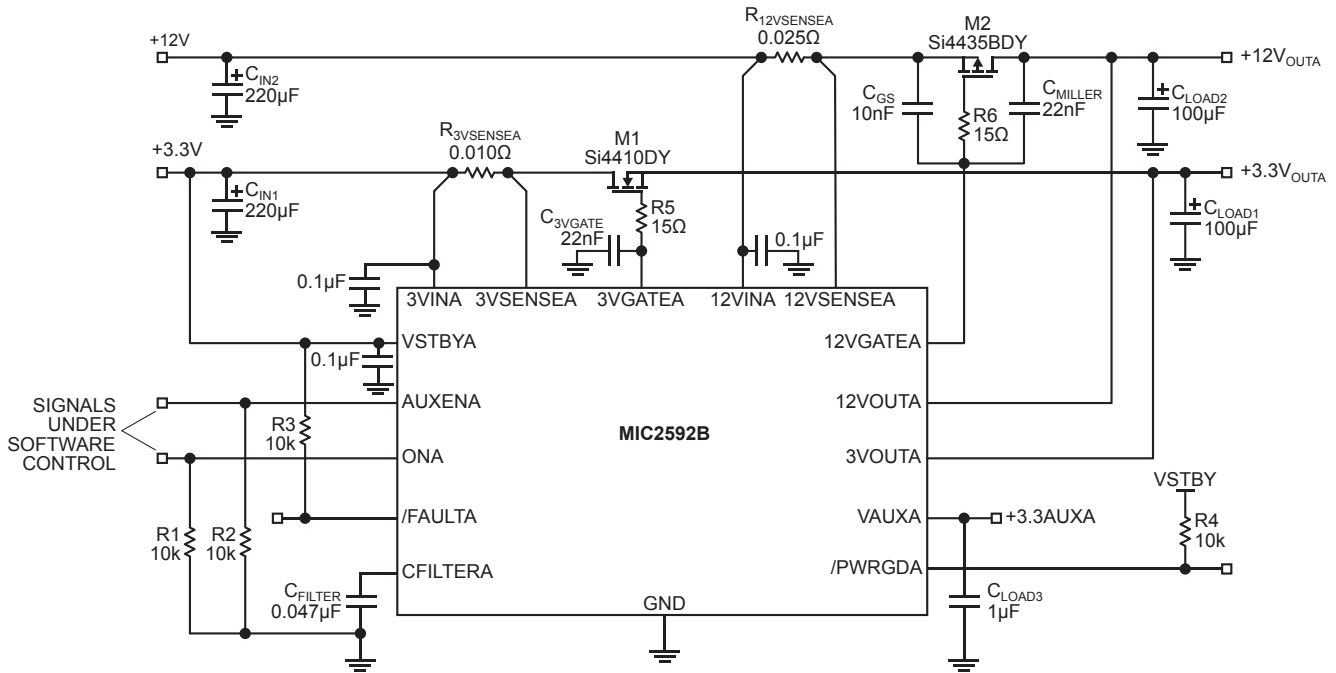 R12VSENSEA
0.025Ω
M2
Si4435BDY
+12V
+12VOUTA
CIN2
220µF
CGS
10nF
R6
15Ω
CMILLER
22nF
CLOAD2
100µF
R3VSENSEA
0.010Ω
M1
Si4410DY
+3.3V
+3.3VOUTA
CIN1
220µF
C3VGATE
22nF
R5
15Ω
0.1µF
CLOAD1
100µF
0.1µF
3VINA 3VSENSEA 3VGATEA 12VINA 12VSENSEA
VSTBYA
12VGATEA
0.1µF
SIGNALS
UNDER
SOFTWARE
CONTROL
AUXENA
12VOUTA
R3
10k
MIC2592B
ONA
3VOUTA
VSTBY
/FAULTA
VAUXA
+3.3AUXA
R4
10k
R1
10k
R2
10k
CFILTERA
/PWRGDA
CFILTER
0.047µF
GND
CLOAD3
1µF